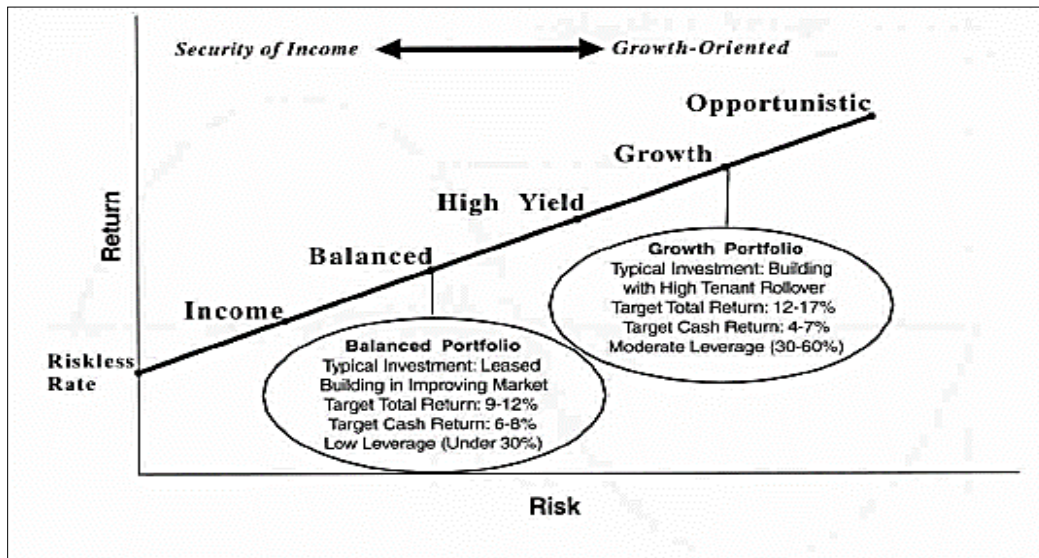 Security of Income
Growth-Oriented
Opportunistic
Growth
High Yield
Balanced
Income
Riskless
Rate
Return
Growth Portfolio
Typical Investment: Building
with High Tenant Rollover
Target Total Return: 12-17%
Target Cash Return: 4-7%
Moderate Leverage (30-60%)
Balanced Portfolio
Typical Investment: Leased
Building in Improving Market
Target Total Return: 9-12%
Target Cash Return: 6-8%
Low Leverage (Under 30%)
Risk